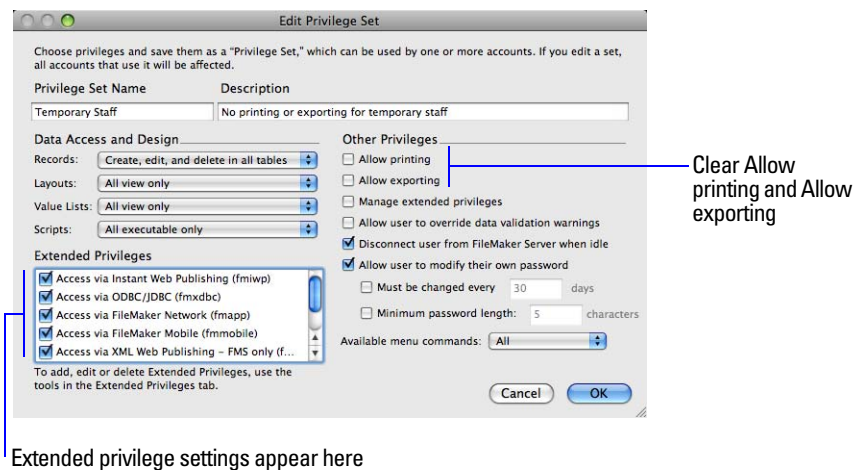 Edit Privilege Set
Choose privileges and save them as a "Privilege Set," which can be used by one or more accounts. If you edit a set,
all accounts that use it will be affected.
Privilege Set Name
Description
Temporary Staff
No printing or exporting for temporary staff
Data Access and Design
Records: Create, edit, and delete in all tables
Layouts: All view only
Value Lists: All view only
Scripts: All executable only
Extended Privileges
Access via Instant Web Publishing (fmiwp)
Access via ODBC/JDBC (fmxdbc)
Access via FileMaker Network (fmapp)
Access via FileMaker Mobile (fmmobile)
Access via XML Web Publishing – FMS only (f...
To add, edit or delete Extended Privileges, use the
tools in the Extended Privileges tab.
Other Privileges
Allow printing
Allow exporting
Manage extended privileges
Allow user to override data validation warnings
Disconnect user from FileMaker Server when idle
Allow user to modify their own password
Must be changed every 30 days
Minimum password length: 5 characters
Available menu commands: All
Cancel
OK
Clear Allow
printing and Allow
exporting
Extended privilege settings appear here